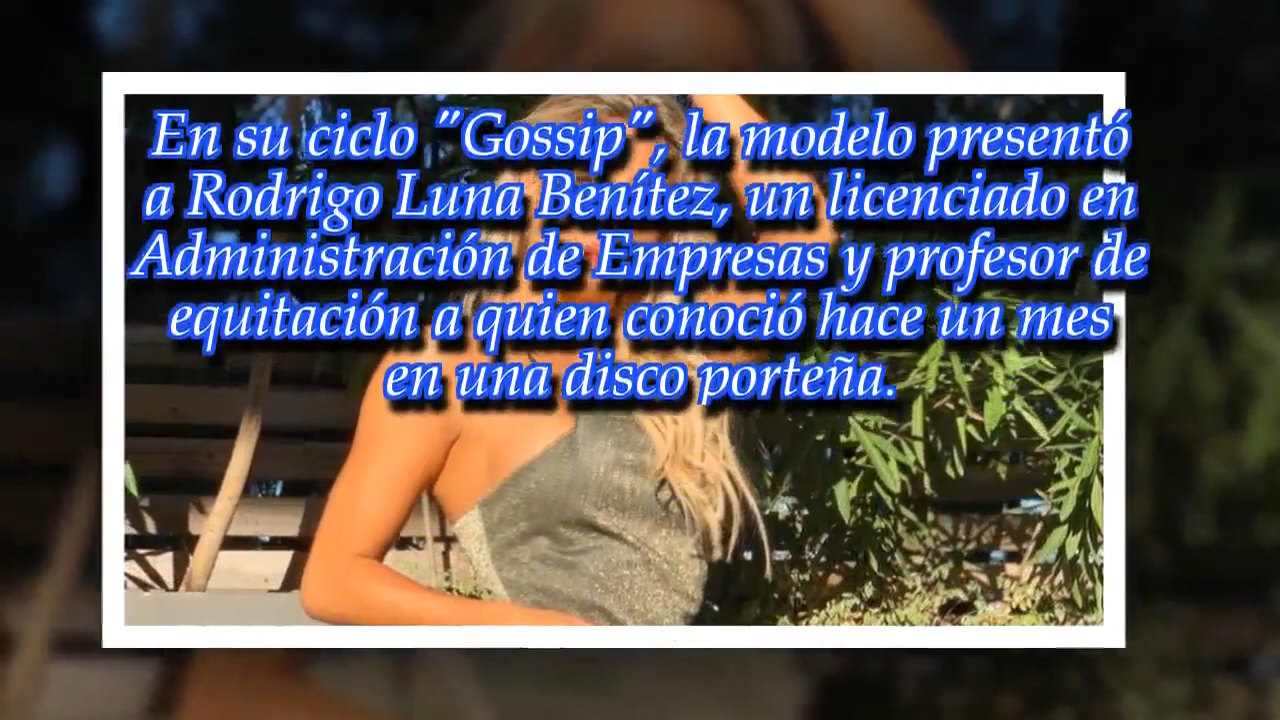 En su ciclo "Gossip", la modelo presentó
a Rodrigo Luna Benítez, un licenciado en
Administración de Empresas y profesor de
equitación a quien conoció hace un mes
en una disco porteña.